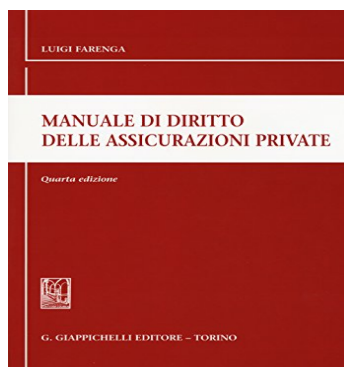 LUIGI FARENGA
MANUALE DI DIRITTO
DELLE ASSICURAZIONI PRIVATE
Quarta edizione
G. GIAPPICHELLI EDITORE – TORINO